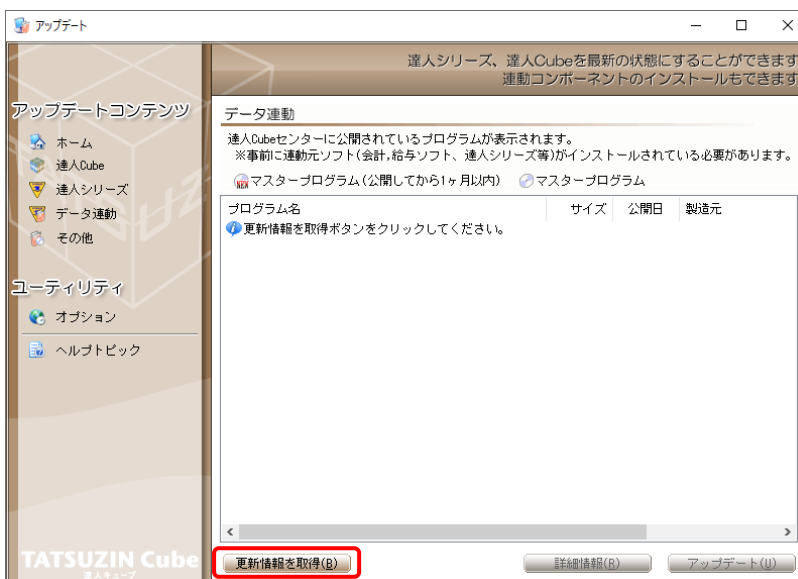 アップデート
達人シリーズ、達人Cubeを最新の状態にすることができます
連動コンポーネントのインストールもできます
アップデートコンテンツ
ホーム
達人Cube
達人シリーズ
データ連動
その他
ユーティリティ
オプション
ヘルプトピック
TATSUZIN Cube
達人キューブ
データ連動
達人Cubeセンターに公開されているプログラムが表示されます。
※事前に連動元ソフト(会計,給与ソフト、達人シリーズ等)がインストールされている必要があります。
NEW マスタープログラム(公開してから1ヶ月以内) マスタープログラム
プログラム名 サイズ 公開日 製造元
更新情報を取得ボタンをクリックしてください。
更新情報を取得(B) 詳細情報(R) アップデート(U)